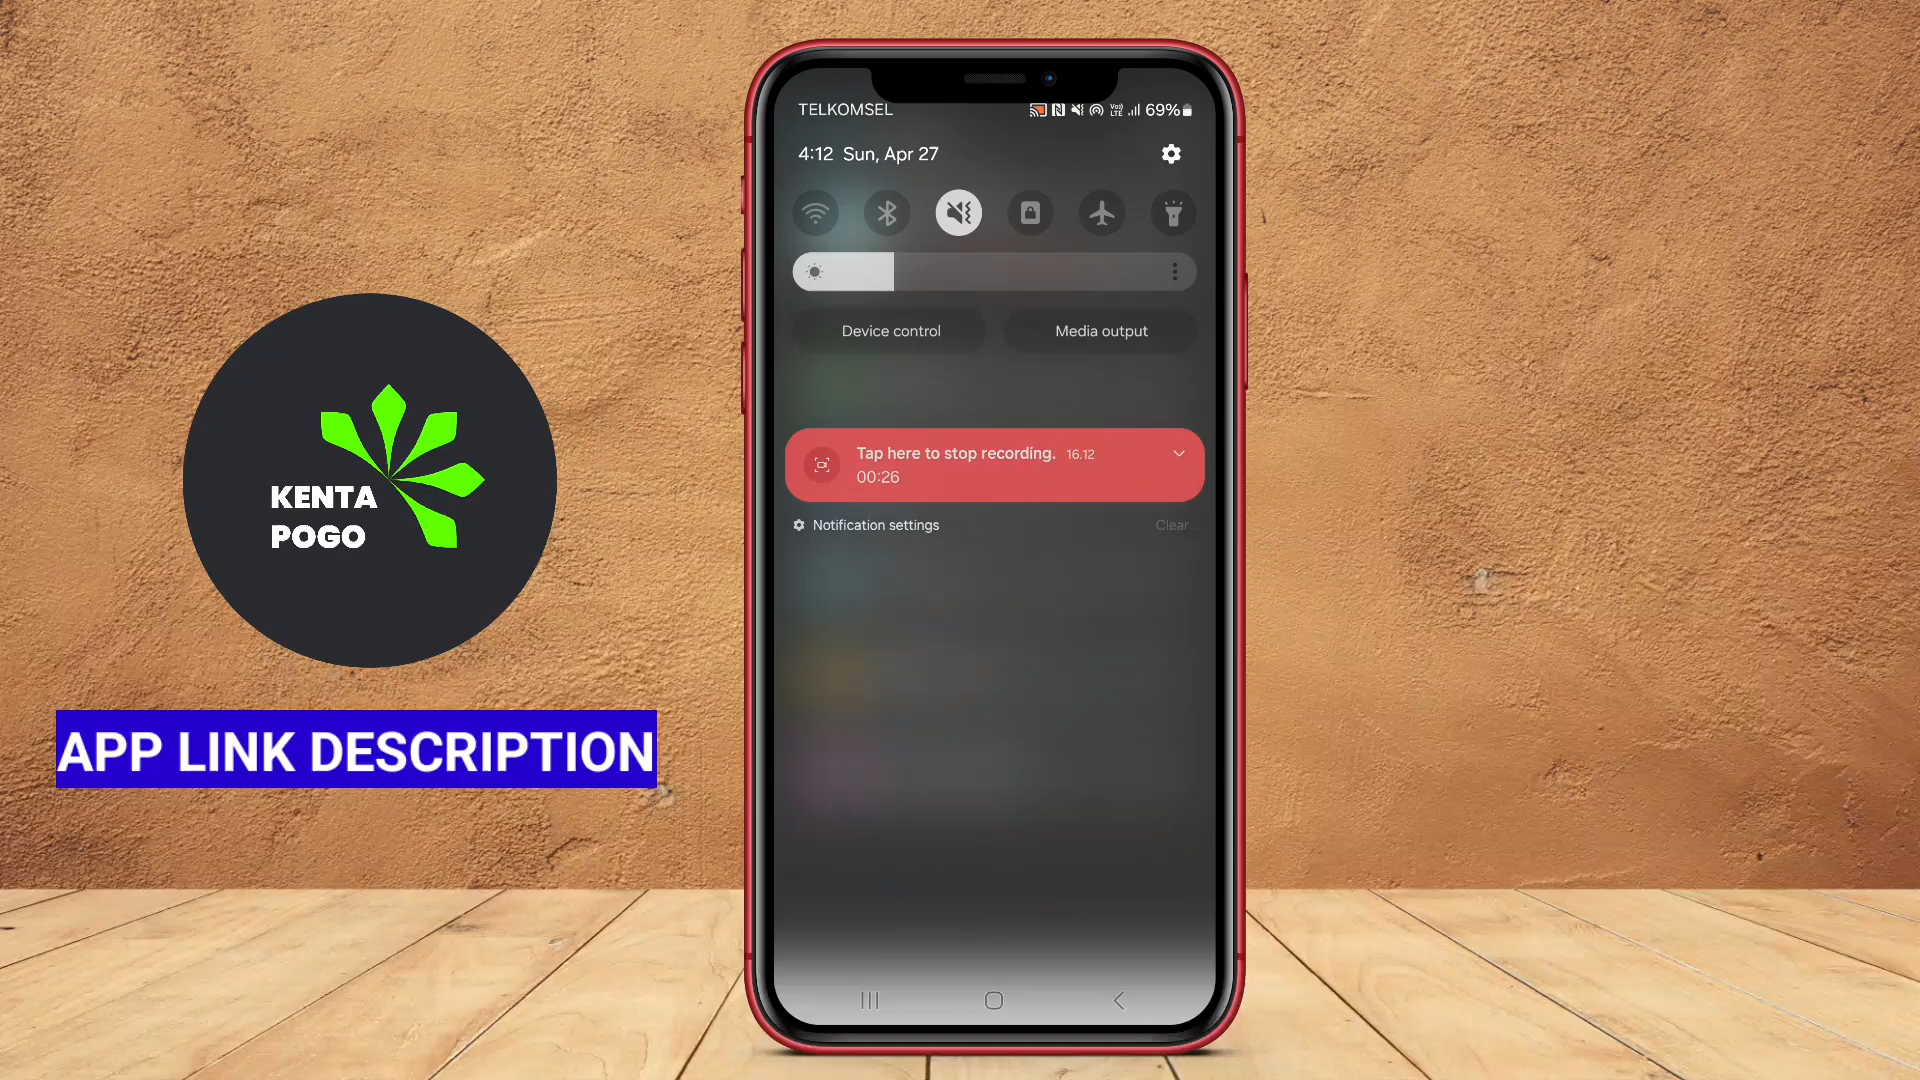 KENTA
POGO
APP LINK DESCRIPTION
TELKOMSEL
69%
4:12 Sun, Apr 27
Device control
Media output
Tap here to stop recording. 16.12
00:26
Notification settings
Clear